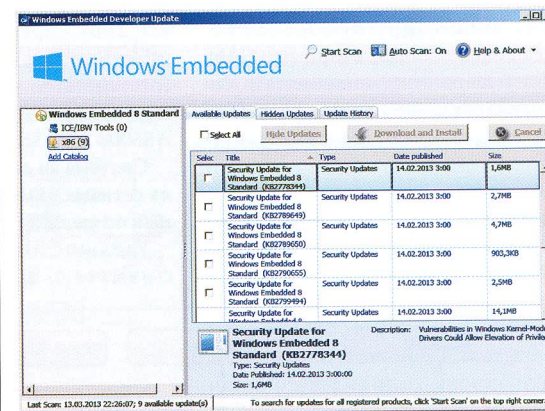 Windows Embedded Developer Update
Windows Embedded
Start Scan Auto Scan: On Help & About
Windows Embedded 8 Standard
ICE/IBW Tools (0)
x86 (9)
Add Catalog
Available Updates Hidden Updates Update History
Select All Hide Updates Download and Install Cancel
Selec Title Type Date published Size
Security Update for Security Updates 14.02.2013 3:00 1,6MB
Windows Embedded 8
Standard (KB2778344)
Security Update for Security Updates 14.02.2013 3:00 2,7MB
Windows Embedded 8
Standard (KB2789649)
Security Update for Security Updates 14.02.2013 3:00 4,7MB
Windows Embedded 8
Standard (KB2789650)
Security Update for Security Updates 14.02.2013 3:00 903,3KB
Windows Embedded 8
Standard (KB2790655)
Security Update for Security Updates 14.02.2013 3:00 2,5MB
Windows Embedded 8
Standard (KB2799494)
Security Update for Security Updates 14.02.2013 3:00 14,1MB
Windows Embedded 8
Security Update for
Windows Embedded 8
Standard (KB2778344)
Type: Security Updates
Date Published: 14.02.2013 3:00:00
Size: 1,6MB
Description: Vulnerabilities in Windows Kernel-Mode
Drivers Could Allow Elevation of Privile
Last Scan: 13.03.2013 22:26:07; 9 available update(s)
To search for updates for all registered products, click 'Start Scan' on the top right corner.